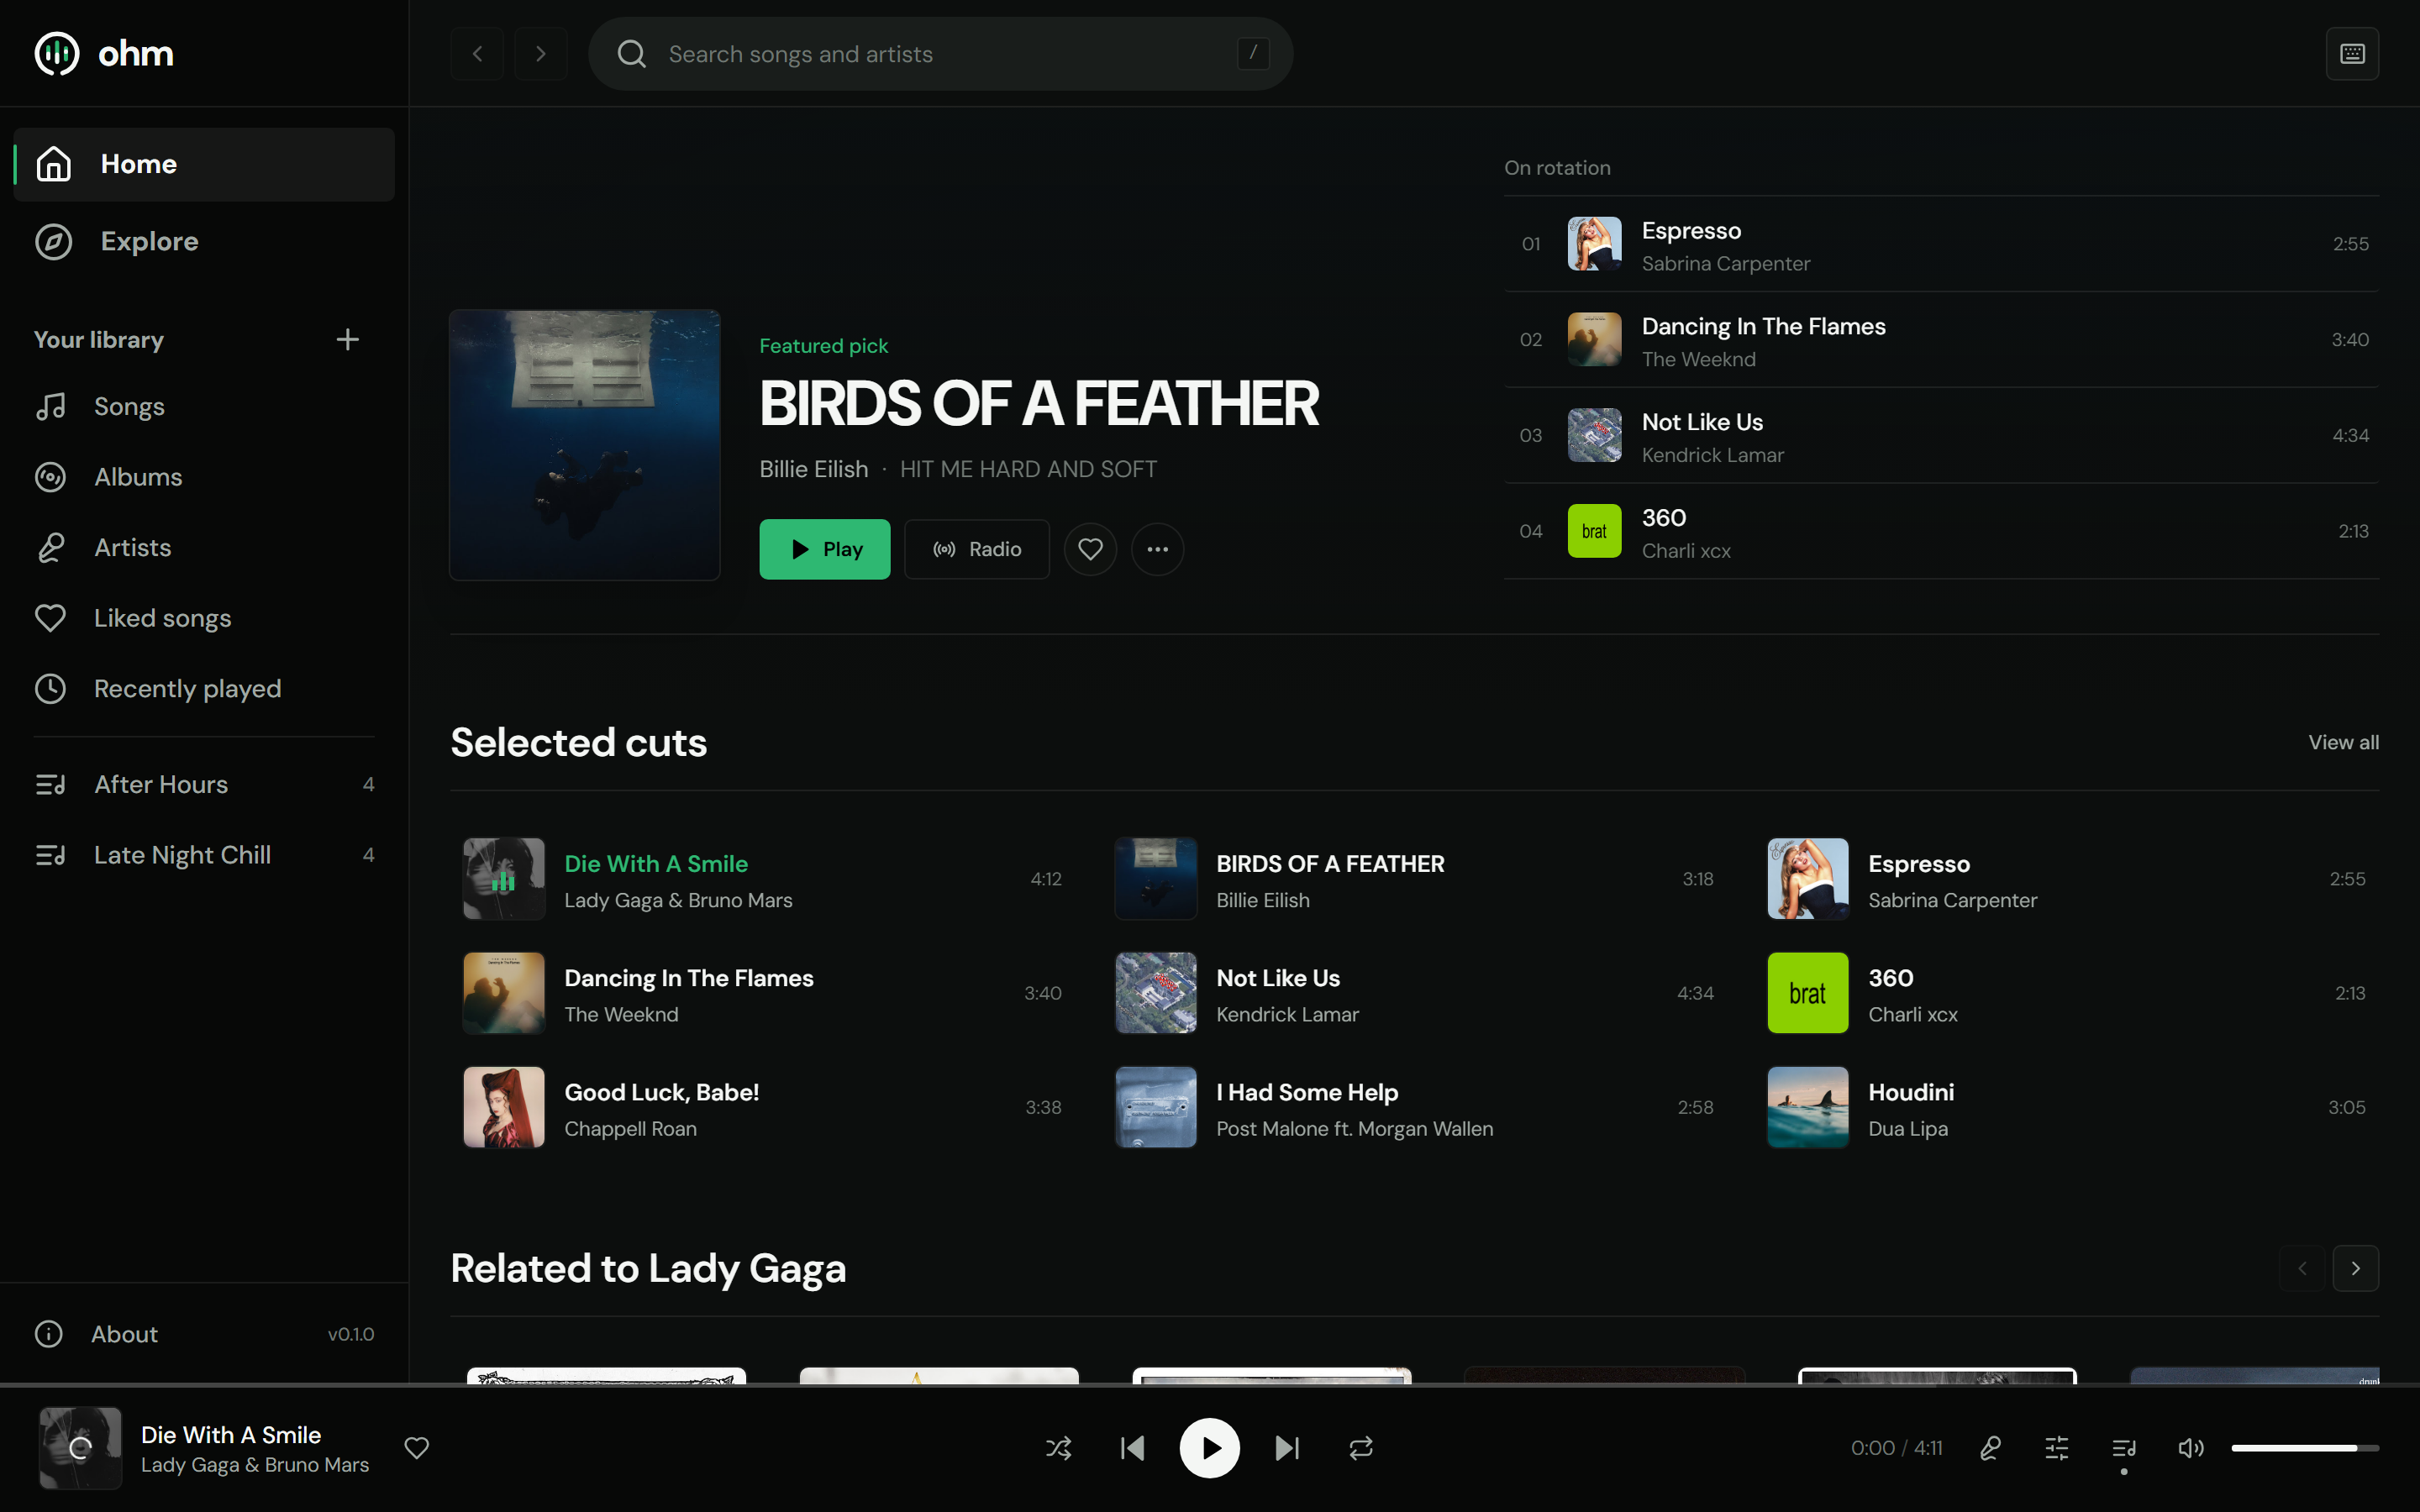 ohm
Search songs and artists
/
Home
Explore
Your library
Songs
Albums
Artists
Liked songs
Recently played
After Hours 4
Late Night Chill 4
About v0.1.0
Featured pick
BIRDS OF A FEATHER
Billie Eilish · HIT ME HARD AND SOFT
Play
Radio
On rotation
01 Espresso 2:55
Sabrina Carpenter
02 Dancing In The Flames 3:40
The Weeknd
03 Not Like Us 4:34
Kendrick Lamar
04 brat 360 2:13
Charli xcx
Selected cuts
View all
Die With A Smile 4:12
Lady Gaga & Bruno Mars
BIRDS OF A FEATHER 3:18
Billie Eilish
Espresso 2:55
Sabrina Carpenter
Dancing In The Flames 3:40
The Weeknd
Not Like Us 4:34
Kendrick Lamar
brat
360 2:13
Charli xcx
Good Luck, Babe! 3:38
Chappell Roan
I Had Some Help 2:58
Post Malone ft. Morgan Wallen
Houdini 3:05
Dua Lipa
Related to Lady Gaga
Die With A Smile
Lady Gaga & Bruno Mars
0:00 / 4:11